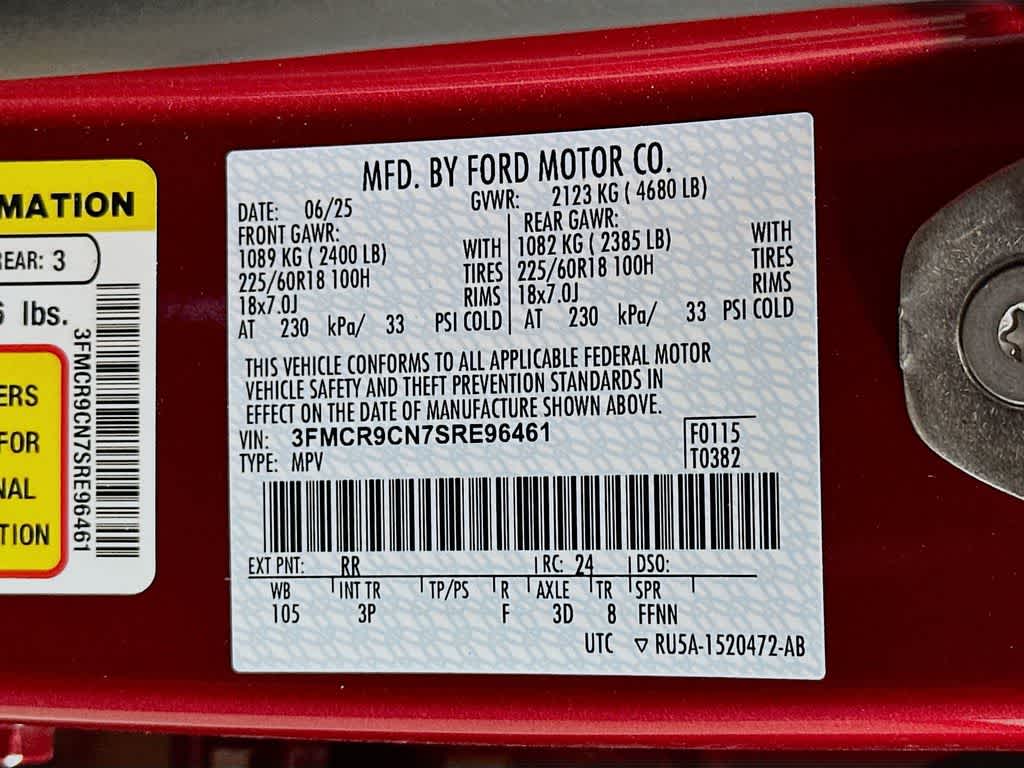 MATION
REAR: 3
lbs.
3FMCR9CN7SRE96461
ERS
FOR
NAL
TION
MFD. BY FORD MOTOR CO.
DATE: 06/25 GVWR: 2123 KG ( 4680 LB)
FRONT GAWR: REAR GAWR:
1089 KG ( 2400 LB) WITH 1082 KG ( 2385 LB) WITH
225/60R18 100H TIRES 225/60R18 100H TIRES
18x7.0J RIMS 18x7.0J RIMS
AT 230 kPa/ 33 PSI COLD AT 230 kPa/ 33 PSI COLD
THIS VEHICLE CONFORMS TO ALL APPLICABLE FEDERAL MOTOR
VEHICLE SAFETY AND THEFT PREVENTION STANDARDS IN
EFFECT ON THE DATE OF MANUFACTURE SHOWN ABOVE.
VIN: 3FMCR9CN7SRE96461 F0115
TYPE: MPV T0382
EXT PNT: RR RC: 24 DSO:
WB INT TR TP/PS R AXLE TR SPR
105 3P F 3D 8 FFNN
UTC ▽ RU5A-1520472-AB